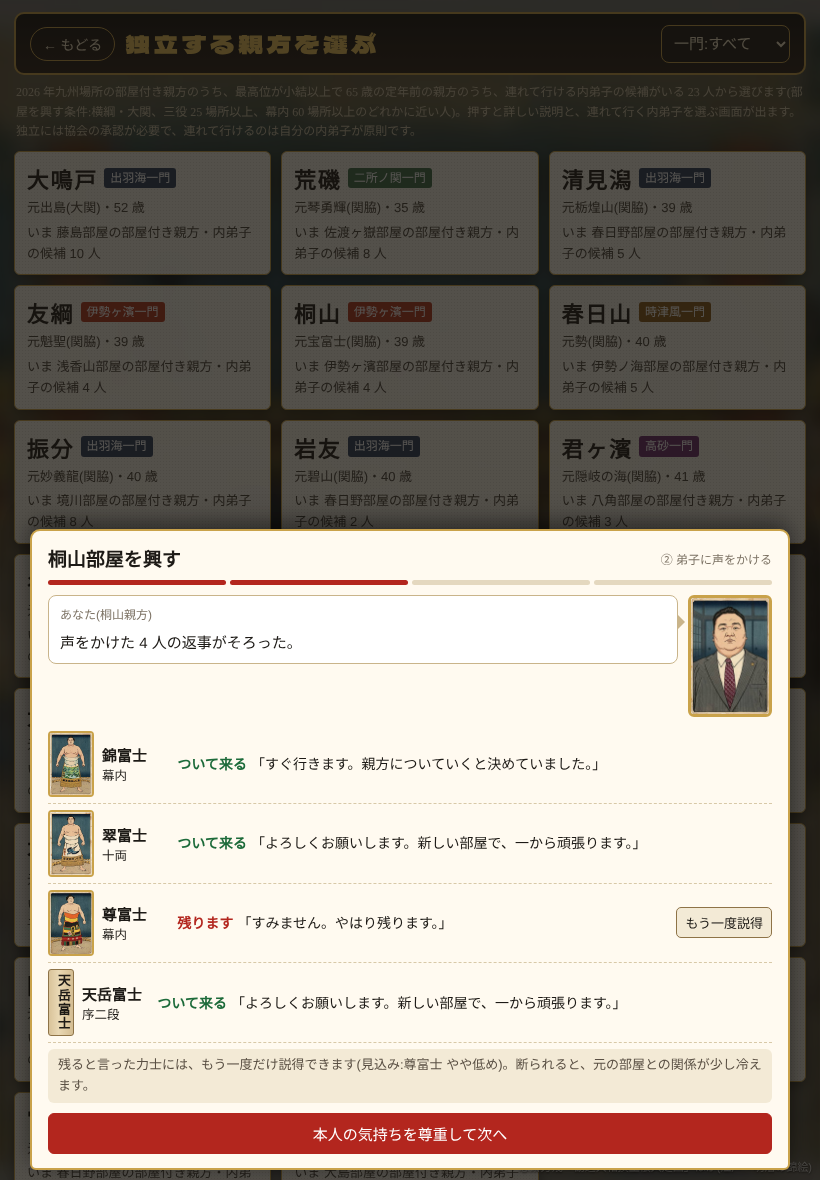 ← もどる
独立する親方を選ぶ
一門:すべて
2026 年九州場所の部屋付き親方のうち、最高位が小結以上で 65 歳の定年前の親方のうち、連れて行ける内弟子の候補がいる 23 人から選びます(部
屋を興す条件:横綱・大関、三役 25 場所以上、幕内 60 場所以上のどれかに近い人)。押すと詳しい説明と、連れて行く内弟子を選ぶ画面が出ます。
独立には協会の承認が必要で、連れて行けるのは自分の内弟子が原則です。
大鳴戸 出羽海一門
元出島(大関)・52 歳
いま 藤島部屋の部屋付き親方・内弟子
の候補 10 人
荒磯 二所ノ関一門
元琴勇輝(関脇)・35 歳
いま 佐渡ヶ嶽部屋の部屋付き親方・内
弟子の候補 8 人
清見潟 出羽海一門
元栃煌山(関脇)・39 歳
いま 春日野部屋の部屋付き親方・内弟
子の候補 5 人
友綱 伊勢ヶ濱一門
元魁聖(関脇)・39 歳
いま 浅香山部屋の部屋付き親方・内弟
子の候補 4 人
桐山 伊勢ヶ濱一門
元宝富士(関脇)・39 歳
いま 伊勢ヶ濱部屋の部屋付き親方・内
弟子の候補 4 人
春日山 時津風一門
元勢(関脇)・40 歳
いま 伊勢ノ海部屋の部屋付き親方・内
弟子の候補 5 人
振分 出羽海一門
元妙義龍(関脇)・40 歳
いま 境川部屋の部屋付き親方・内弟子
の候補 8 人
岩友 出羽海一門
元碧山(関脇)・40 歳
いま 春日野部屋の部屋付き親方・内弟
子の候補 2 人
君ヶ濱 高砂一門
元隠岐の海(関脇)・41 歳
いま 八角部屋の部屋付き親方・内弟子
の候補 3 人
桐山部屋を興す
② 弟子に声をかける
あなた(桐山親方)
声をかけた 4 人の返事がそろった。
錦富士
幕内
ついて来る 「すぐ行きます。親方についていくと決めていました。」
翠富士
十両
ついて来る 「よろしくお願いします。新しい部屋で、一から頑張ります。」
尊富士
幕内
残ります 「すみません。やはり残ります。」
もう一度説得
天岳富士
天岳富士
序二段
ついて来る 「よろしくお願いします。新しい部屋で、一から頑張ります。」
残ると言った力士には、もう一度だけ説得できます(見込み:尊富士 やや低め)。断られると、元の部屋との関係が少し冷え
ます。
本人の気持ちを尊重して次へ